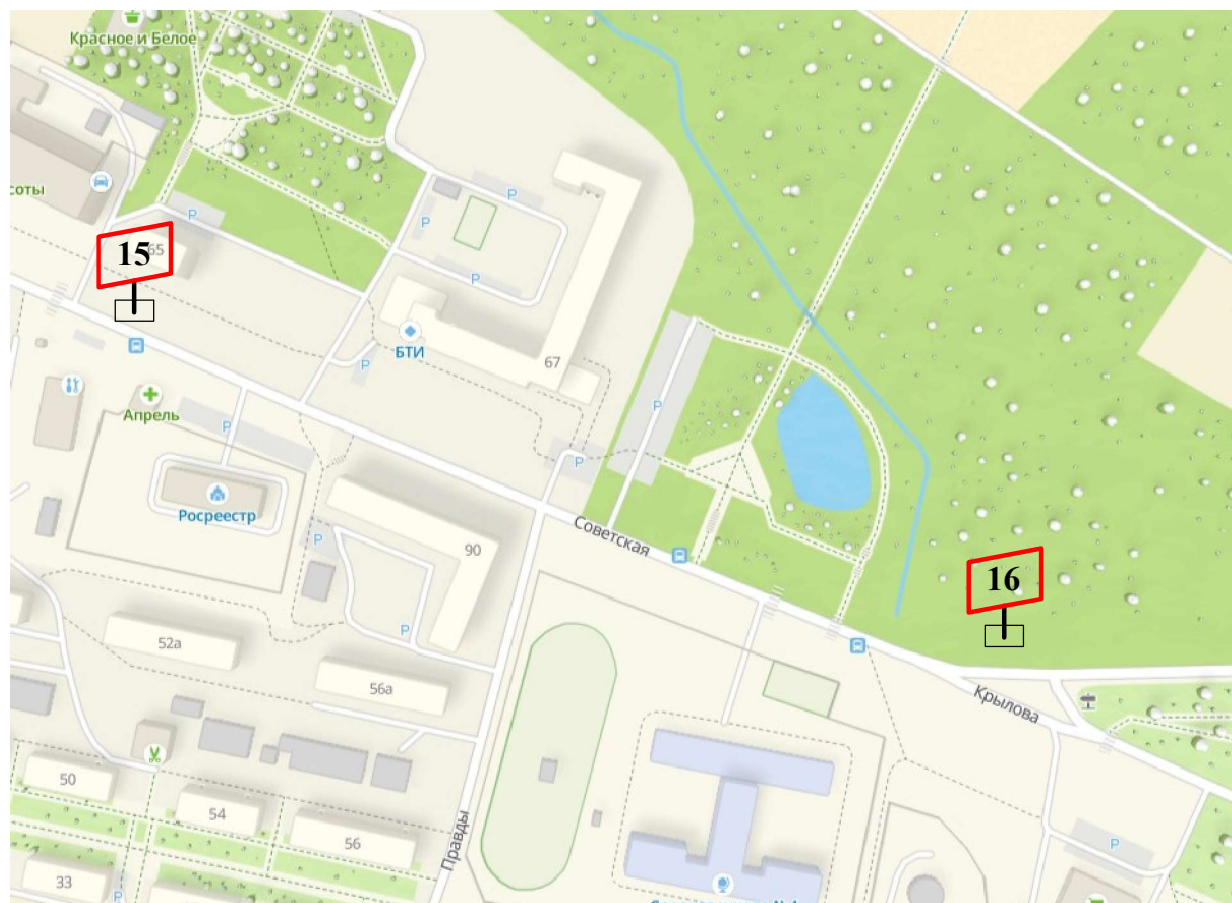 Красное и Белое
соты
P
15
65
P
P
P
P
БТИ
67
P
P
Апрель
P
P
Росреестр
Советская
90
P
P
16
52а
56а
Крылова
50
54
56
Правды
P
33
P